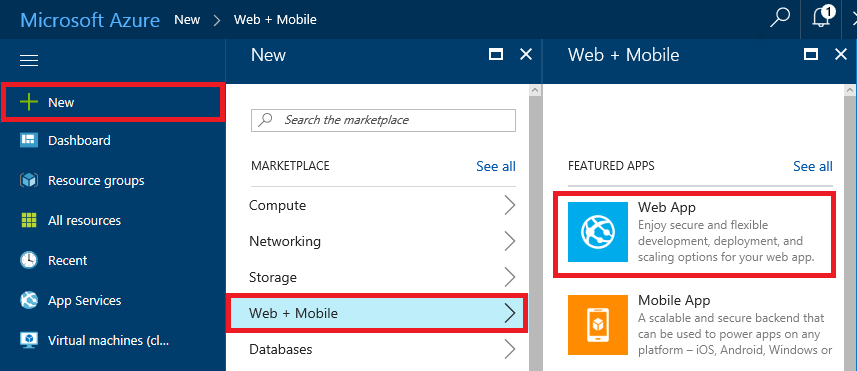 Microsoft Azure New > Web + Mobile
1
New
Dashboard
Resource groups
All resources
Recent
App Services
Virtual machines (cl...
New
Search the marketplace
MARKETPLACE See all
Compute
Networking
Storage
Web + Mobile
Databases
Web + Mobile
FEATURED APPS See all
Web App
Enjoy secure and flexible
development, deployment, and
scaling options for your web app.
Mobile App
A scalable and secure backend that
can be used to power apps on any
platform – iOS, Android, Windows or